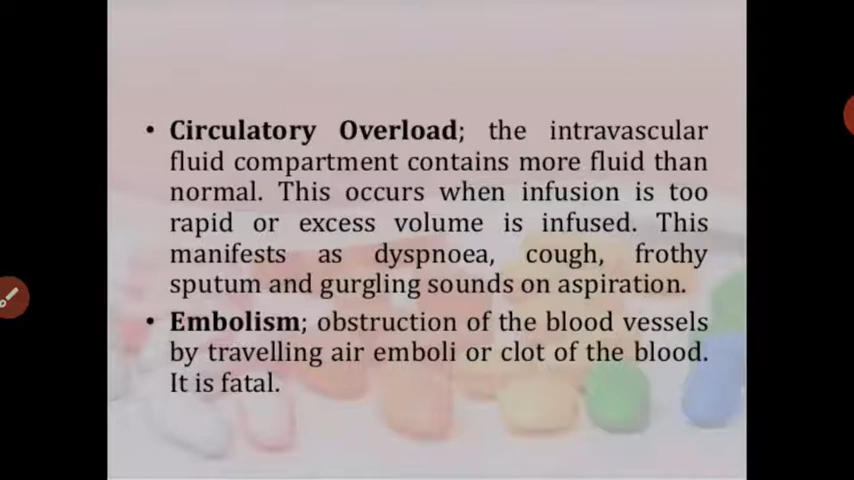 • Circulatory Overload; the intravascular
fluid compartment contains more fluid than
normal. This occurs when infusion is too
rapid or excess volume is infused. This
manifests as dyspnoea, cough, frothy
sputum and gurgling sounds on aspiration.
• Embolism; obstruction of the blood vessels
by travelling air emboli or clot of the blood.
It is fatal.